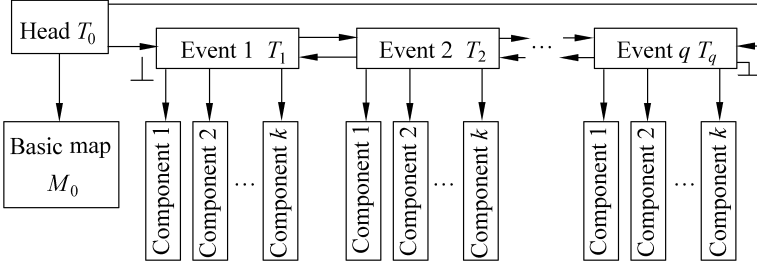 Head T₀
Event 1 T₁
Event 2 T₂
...
Event q T_q
Basic map
M₀
Component 1
Component 2
...
Component k
Component 1
Component 2
...
Component k
Component 1
Component 2
...
Component k